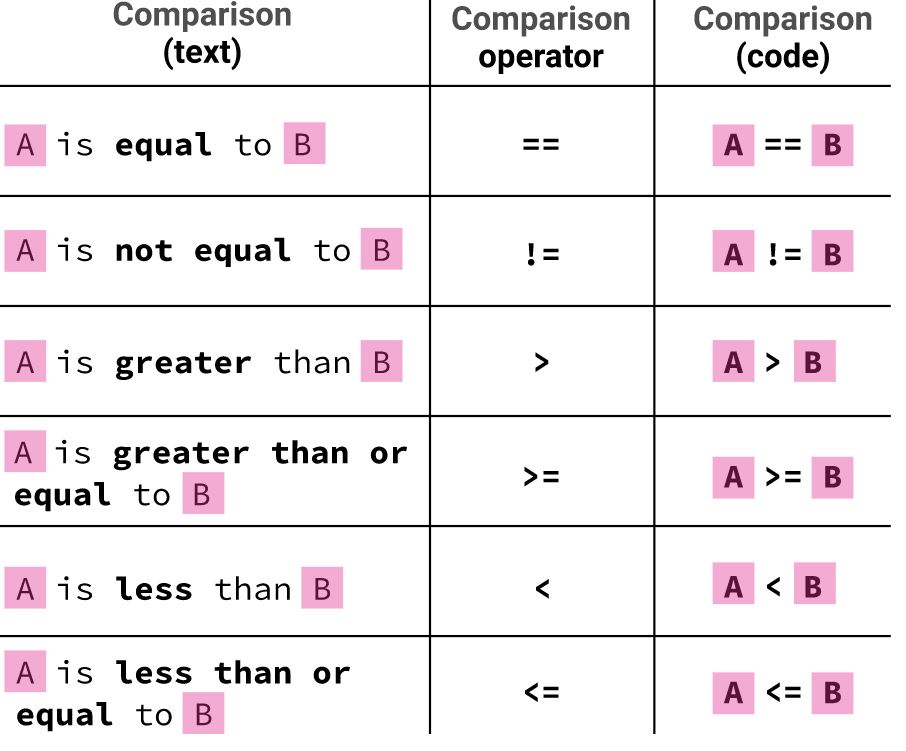 Comparison Comparison Comparison
(text) operator (code)
A is equal to B == A == B
A is not equal to B != A != B
A is greater than B > A > B
A is greater than or
equal to B >= A >= B
A is less than B < A < B
A is less than or
equal to B <= A <= B